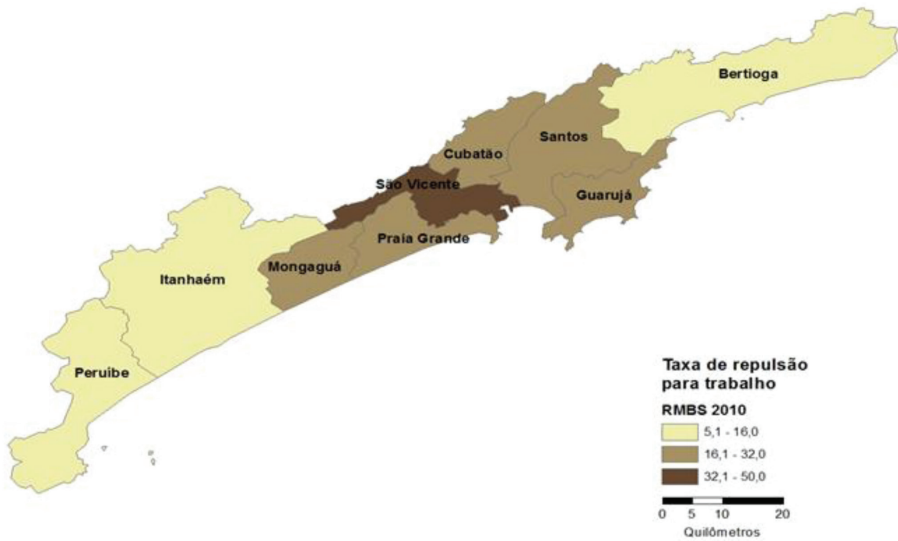 Bertioga
Santos
Cubatão
São Vicente
Guarujá
Praia Grande
Mongaguá
Itanhaém
Peruíbe
Taxa de repulsão
para trabalho
RMBS 2010
5,1 - 16,0
16,1 - 32,0
32,1 - 50,0
0 5 10 20
Quilômetros